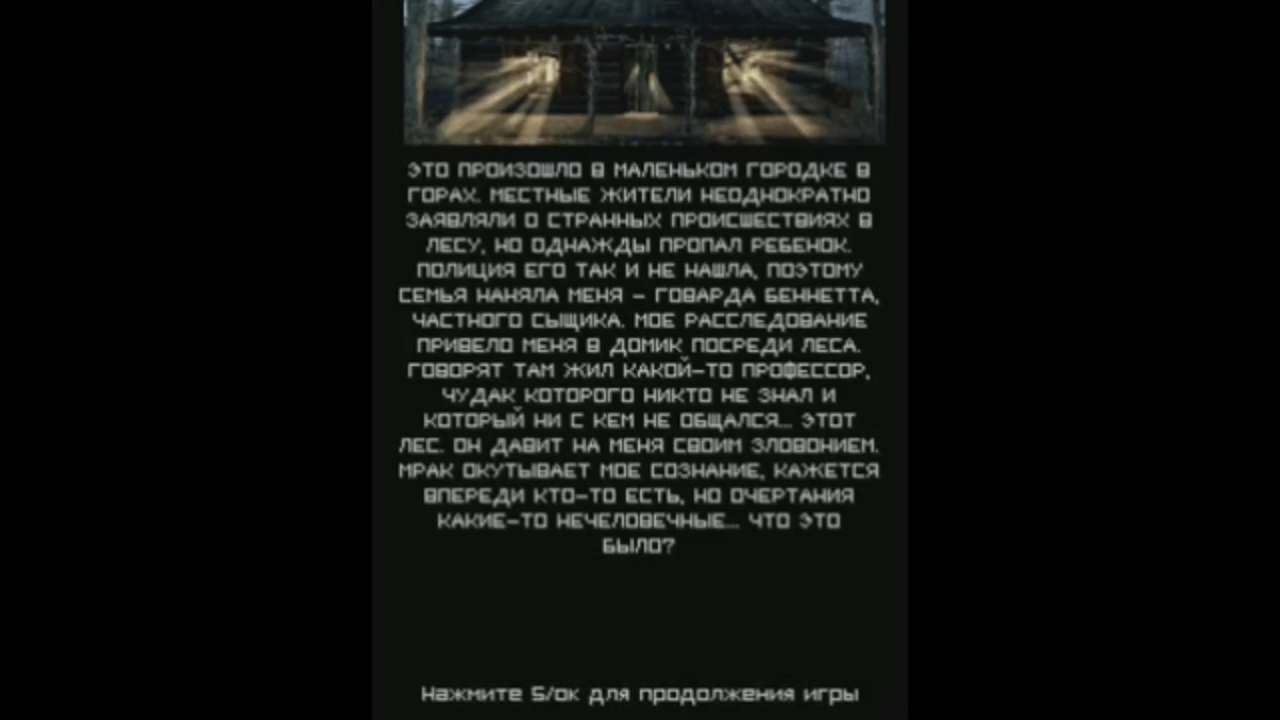 ЭТО ПРОИЗОШЛО В МАЛЕНЬКОМ ГОРОДКЕ В
ГОРАХ. МЕСТНЫЕ ЖИТЕЛИ НЕОДНОКРАТНО
ЗАЯВЛЯЛИ О СТРАННЫХ ПРОИСШЕСТВИЯХ В
ЛЕСУ, НО ОДНАЖДЫ ПРОПАЛ РЕБЕНОК.
ПОЛИЦИЯ ЕГО ТАК И НЕ НАШЛА, ПОЭТОМУ
СЕМЬЯ НАНЯЛА МЕНЯ - ГОВАРДА БЕННЕТТА,
ЧАСТНОГО СЫЩИКА. МОЕ РАССЛЕДОВАНИЕ
ПРИВЕЛО МЕНЯ В ДОМИК ПОСРЕДИ ЛЕСА.
ГОВОРЯТ ТАМ ЖИЛ КАКОЙ-ТО ПРОФЕССОР,
ЧУДАК КОТОРОГО НИКТО НЕ ЗНАЛ И
КОТОРЫЙ НИ С КЕМ НЕ ОБЩАЛСЯ... ЭТОТ
ЛЕС. ОН ДАВИТ НА МЕНЯ СВОИМ ЗЛОВОНИЕМ.
МРАК ОКУТЫВАЕТ МОЕ СОЗНАНИЕ, КАЖЕТСЯ
ВПЕРЕДИ КТО-ТО ЕСТЬ, НО ОЧЕРТАНИЯ
КАКИЕ-ТО НЕЧЕЛОВЕЧНЫЕ... ЧТО ЭТО
БЫЛО?
Нажмите 5/ок для продолжения игры